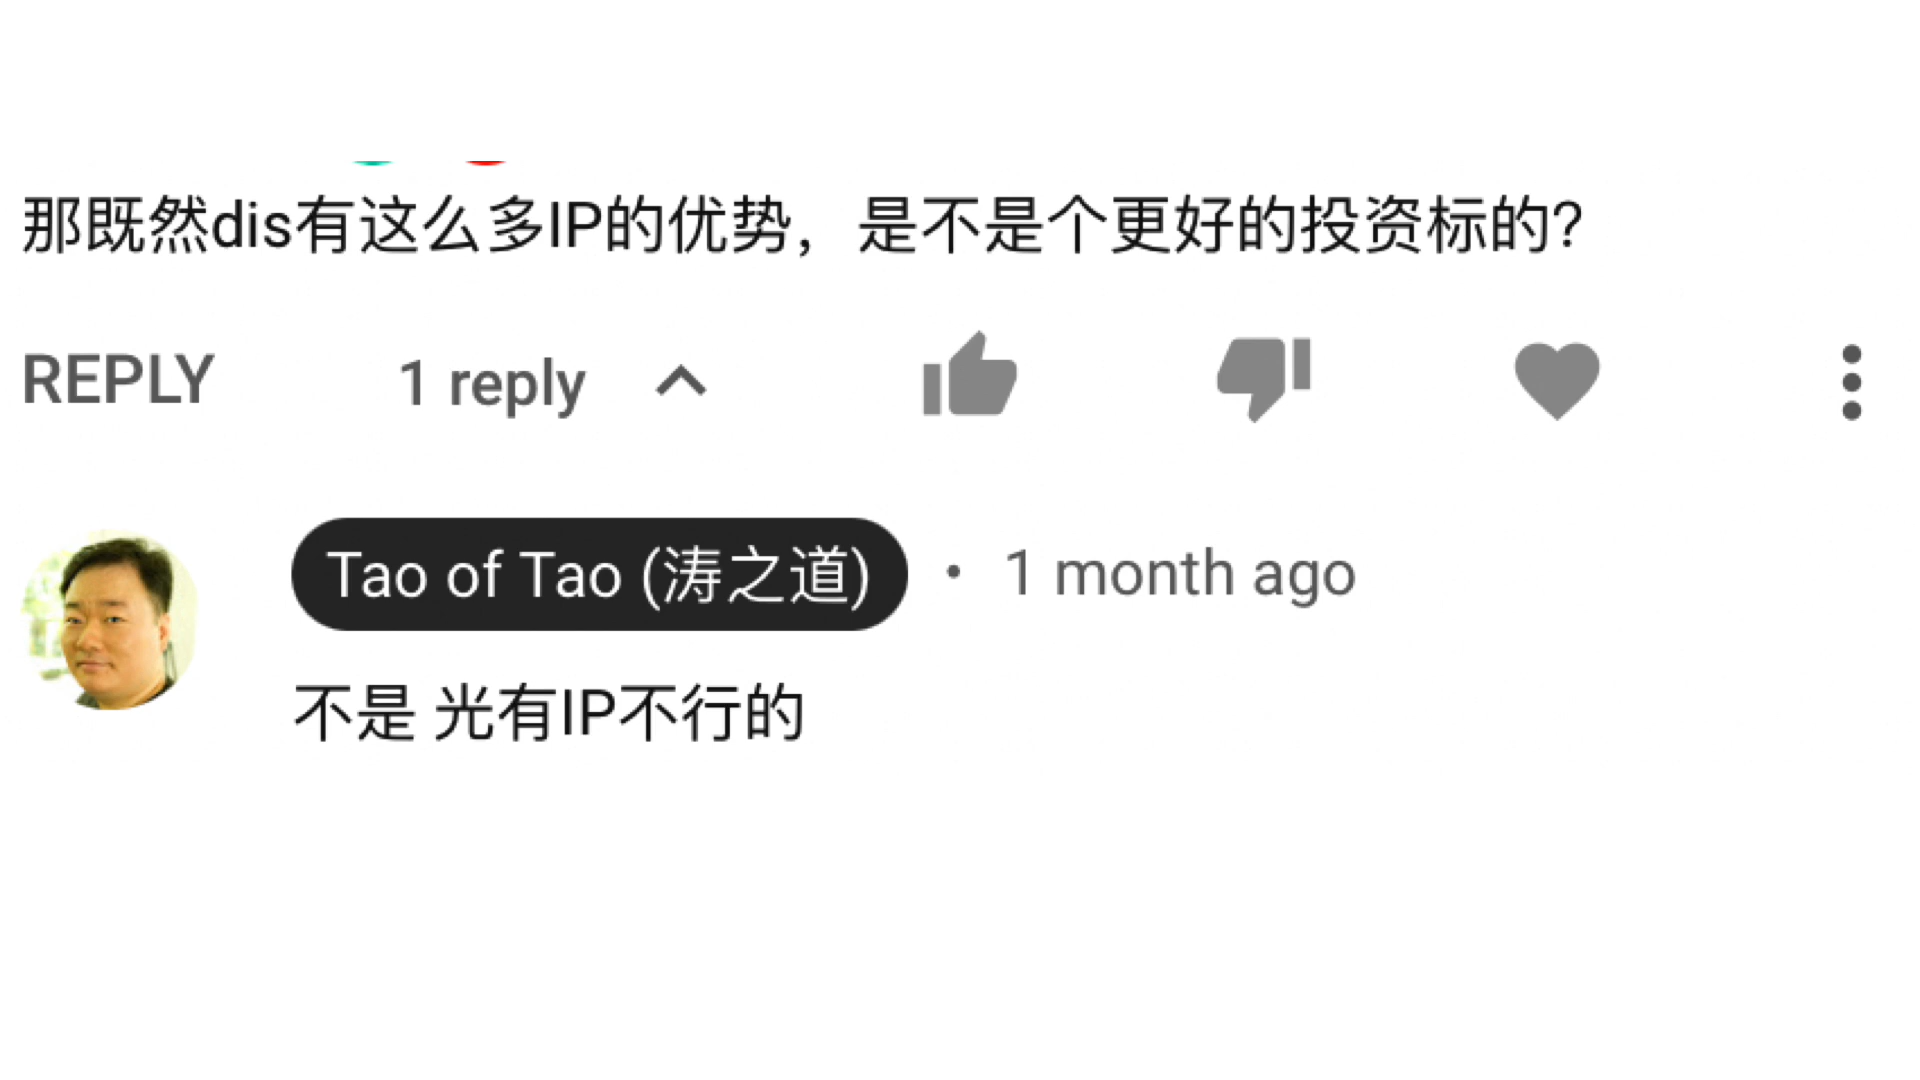 那既然dis有这么多IP的优势，是不是个更好的投资标的?
REPLY 1 reply
Tao of Tao (涛之道) • 1 month ago
不是 光有IP不行的